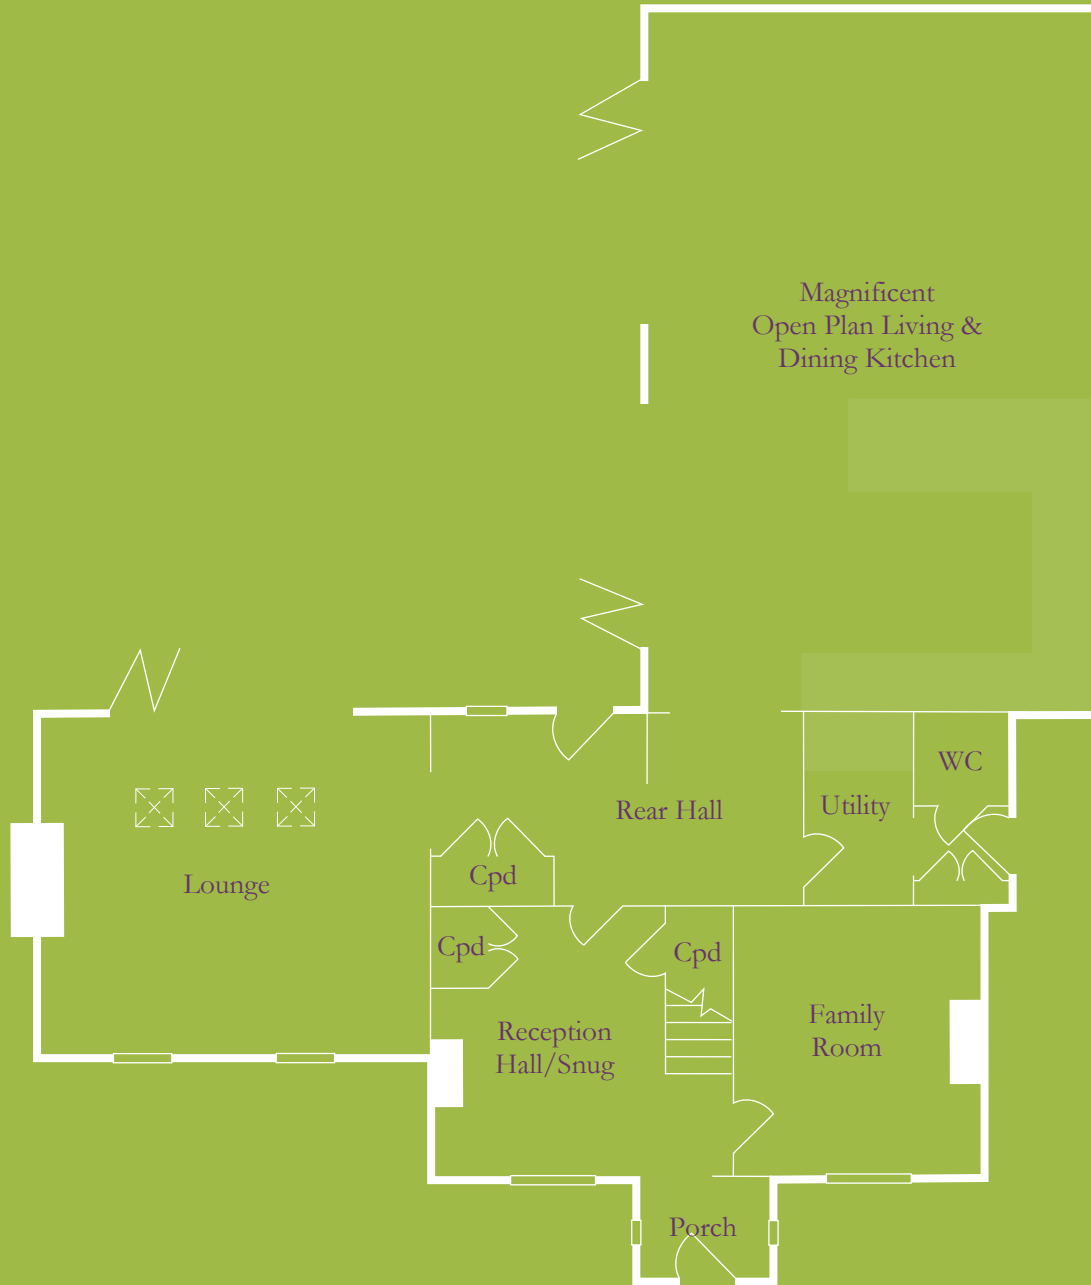 Magnificent
Open Plan Living &
Dining Kitchen
WC
Utility
Rear Hall
Cpd
Lounge
Cpd
Cpd
Family
Room
Reception
Hall/Snug
Porch